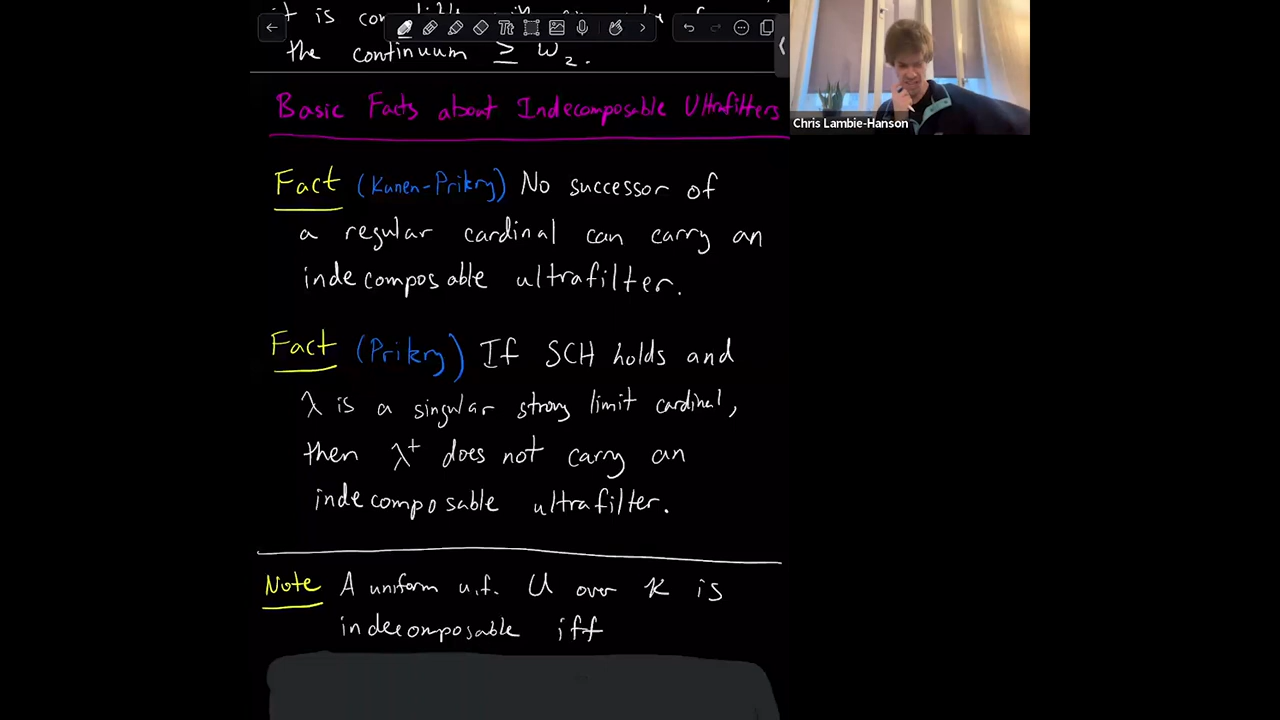 it is
the continuum ≥ ω₂.
Basic Facts about Indecomposable Ultrafilters
Fact (Kunen-Prikry) No successor of
a regular cardinal can carry an
indecomposable ultrafilter.
Fact (Prikry) If SCH holds and
λ is a singular strong limit cardinal,
then λ⁺ does not carry an
indecomposable ultrafilter.
Note A uniform u.f. U over κ is
indecomposable iff
Chris Lambie-Hanson